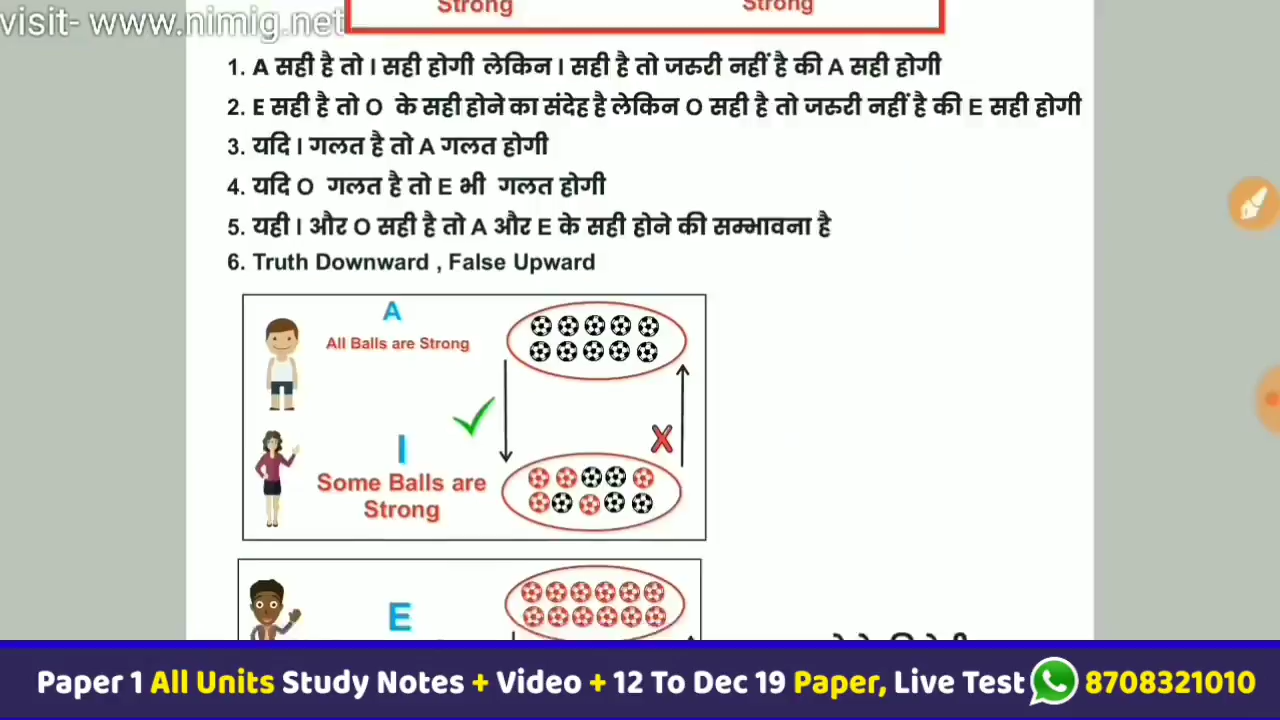 Strong Strong
visit- www.nimig.net
1. A सही है तो I सही होगी लेकिन I सही है तो जरुरी नहीं है की A सही होगी
2. E सही है तो O के सही होने का संदेह है लेकिन O सही है तो जरुरी नहीं है की E सही होगी
3. यदि I गलत है तो A गलत होगी
4. यदि O गलत है तो E भी गलत होगी
5. यही I और O सही है तो A और E के सही होने की सम्भावना है
6. Truth Downward , False Upward
A
All Balls are Strong
X
I
Some Balls are
Strong
E
Paper 1 All Units Study Notes + Video + 12 To Dec 19 Paper, Live Test 8708321010